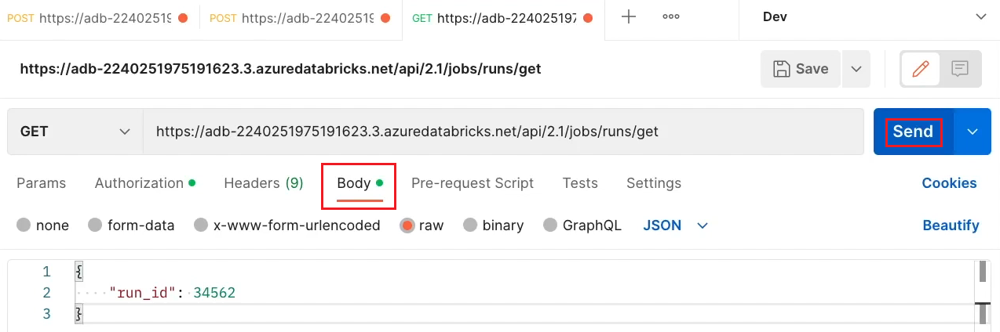 POST https://adb-22402519 POST https://adb-22402519 GET https://adb-224025197 Dev
https://adb-2240251975191623.3.azuredatabricks.net/api/2.1/jobs/runs/get Save
GET https://adb-2240251975191623.3.azuredatabricks.net/api/2.1/jobs/runs/get Send
Params Authorization Headers (9) Body Pre-request Script Tests Settings Cookies
none form-data x-www-form-urlencoded raw binary GraphQL JSON Beautify
1 {
2 "run_id": 34562
3 }